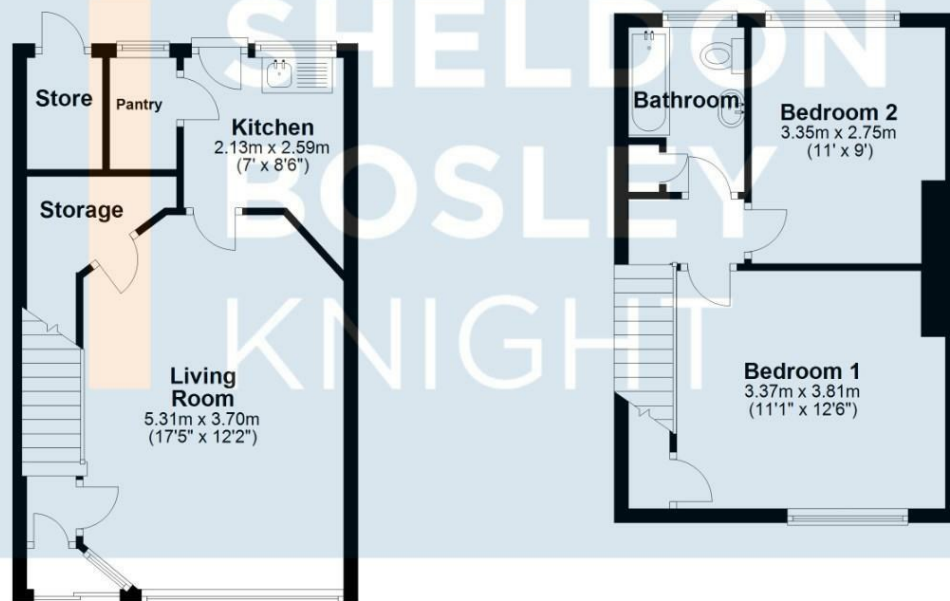 SHELDON
BOSLEY
KNIGHT
Store
Pantry
Kitchen
2.13m x 2.59m
(7' x 8'6")
Storage
Living
Room
5.31m x 3.70m
(17'5" x 12'2")
Bathroom
Bedroom 2
3.35m x 2.75m
(11' x 9')
Bedroom 1
3.37m x 3.81m
(11'1" x 12'6")